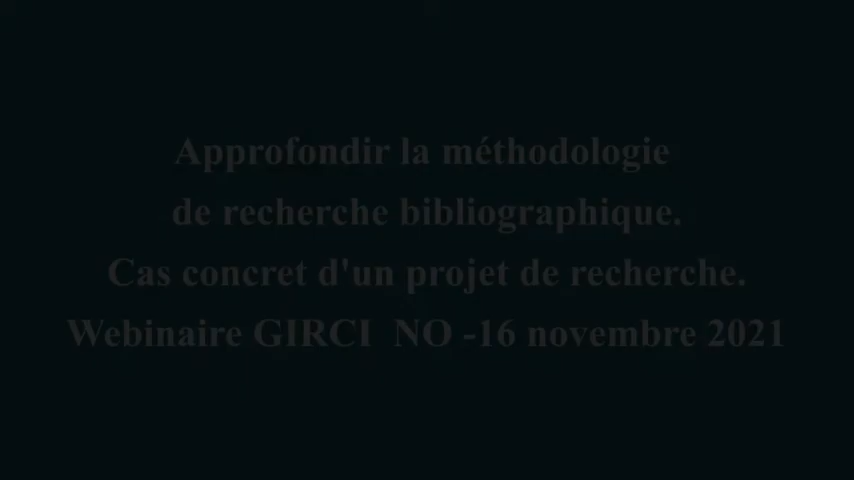 Approfondir la méthodologie
de recherche bibliographique.
Cas concret d'un projet de recherche.
Webinaire GIRCI NO -16 novembre 2021